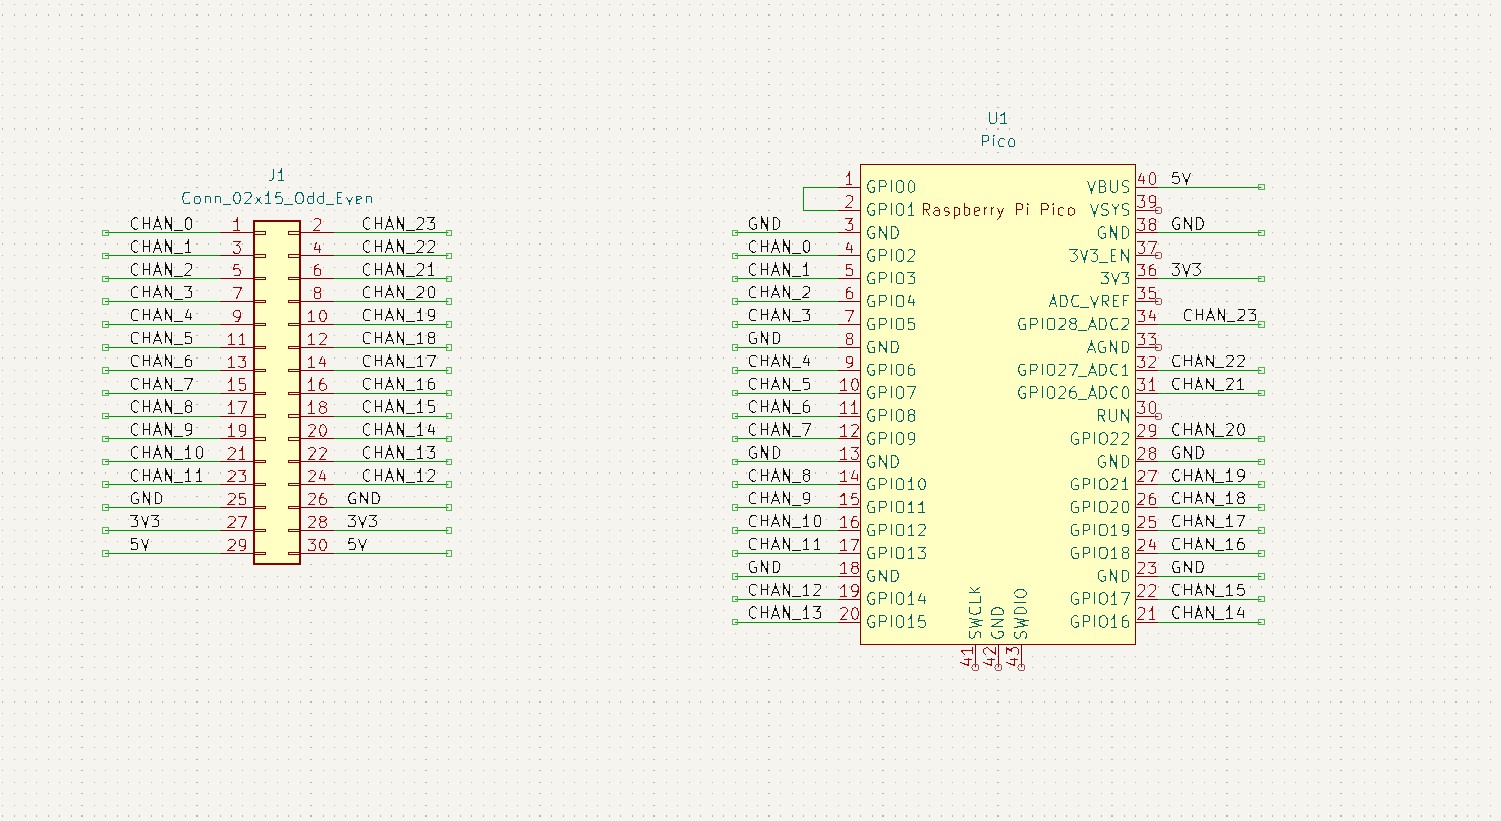 J1
Conn_02x15_Odd_Even
CHAN_0 1 2 CHAN_23
CHAN_1 3 4 CHAN_22
CHAN_2 5 6 CHAN_21
CHAN_3 7 8 CHAN_20
CHAN_4 9 10 CHAN_19
CHAN_5 11 12 CHAN_18
CHAN_6 13 14 CHAN_17
CHAN_7 15 16 CHAN_16
CHAN_8 17 18 CHAN_15
CHAN_9 19 20 CHAN_14
CHAN_10 21 22 CHAN_13
CHAN_11 23 24 CHAN_12
GND 25 26 GND
3V3 27 28 3V3
5V 29 30 5V
U1
Pico
1 GPIO0 VBUS 40 5V
2 GPIO1 Raspberry Pi Pico VSYS 39
GND 3 GND GND 38 GND
CHAN_0 4 GPIO2 3V3_EN 37
CHAN_1 5 GPIO3 3V3 36 3V3
CHAN_2 6 GPIO4 ADC_VREF 35
CHAN_3 7 GPIO5 GPIO28_ADC2 34 CHAN_23
GND 8 GND AGND 33
CHAN_4 9 GPIO6 GPIO27_ADC1 32 CHAN_22
CHAN_5 10 GPIO7 GPIO26_ADC0 31 CHAN_21
CHAN_6 11 GPIO8 RUN 30
CHAN_7 12 GPIO9 GPIO22 29 CHAN_20
GND 13 GND GND 28 GND
CHAN_8 14 GPIO10 GPIO21 27 CHAN_19
CHAN_9 15 GPIO11 GPIO20 26 CHAN_18
CHAN_10 16 GPIO12 GPIO19 25 CHAN_17
CHAN_11 17 GPIO13 GPIO18 24 CHAN_16
GND 18 GND GND 23 GND
CHAN_12 19 GPIO14 GPIO17 22 CHAN_15
CHAN_13 20 GPIO15 GPIO16 21 CHAN_14
SWCLK GND SWDIO
41 42 43